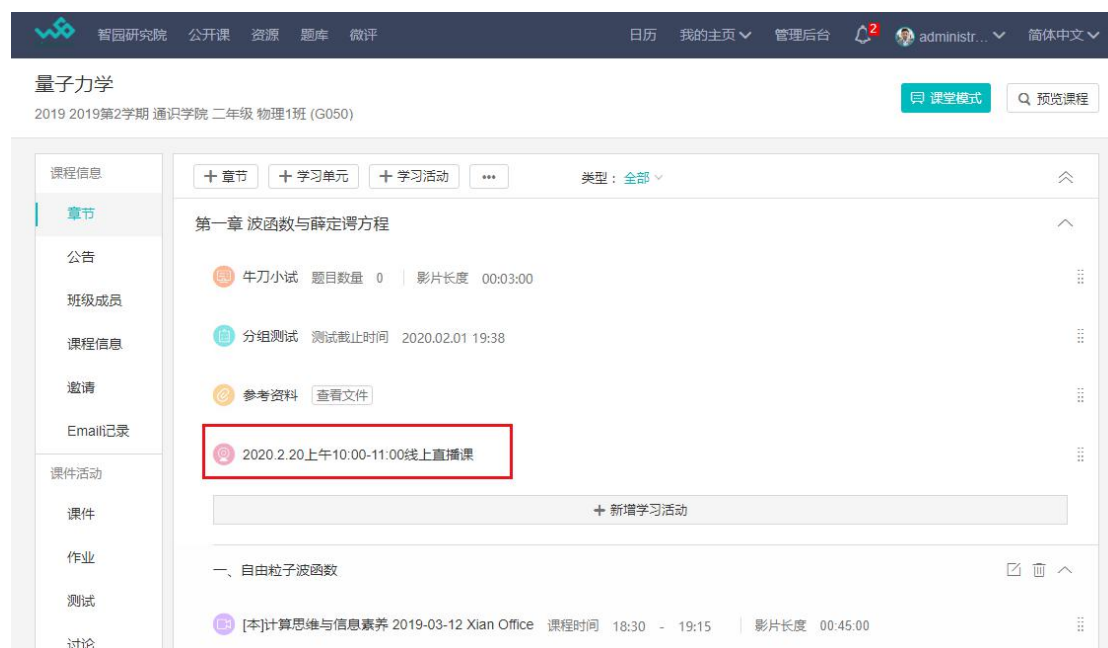 智园研究院 公开课 资源 题库 微评 日历 我的主页 管理后台 2 administr... 简体中文
量子力学
课堂模式 预览课程
2019 2019第2学期 通识学院 二年级 物理1班 (G050)
课程信息 + 章节 + 学习单元 + 学习活动 ··· 类型：全部
章节
第一章 波函数与薛定谔方程
公告
牛刀小试 题目数量 0 影片长度 00:03:00
班级成员
分组测试 测试截止时间 2020.02.01 19:38
课程信息
邀请
参考资料 查看文件
Email记录
2020.2.20上午10:00-11:00线上直播课
课件活动
课件 + 新增学习活动
作业
一、自由粒子波函数
测试
[本]计算思维与信息素养 2019-03-12 Xian Office 课程时间 18:30 - 19:15 影片长度 00:45:00
讨论